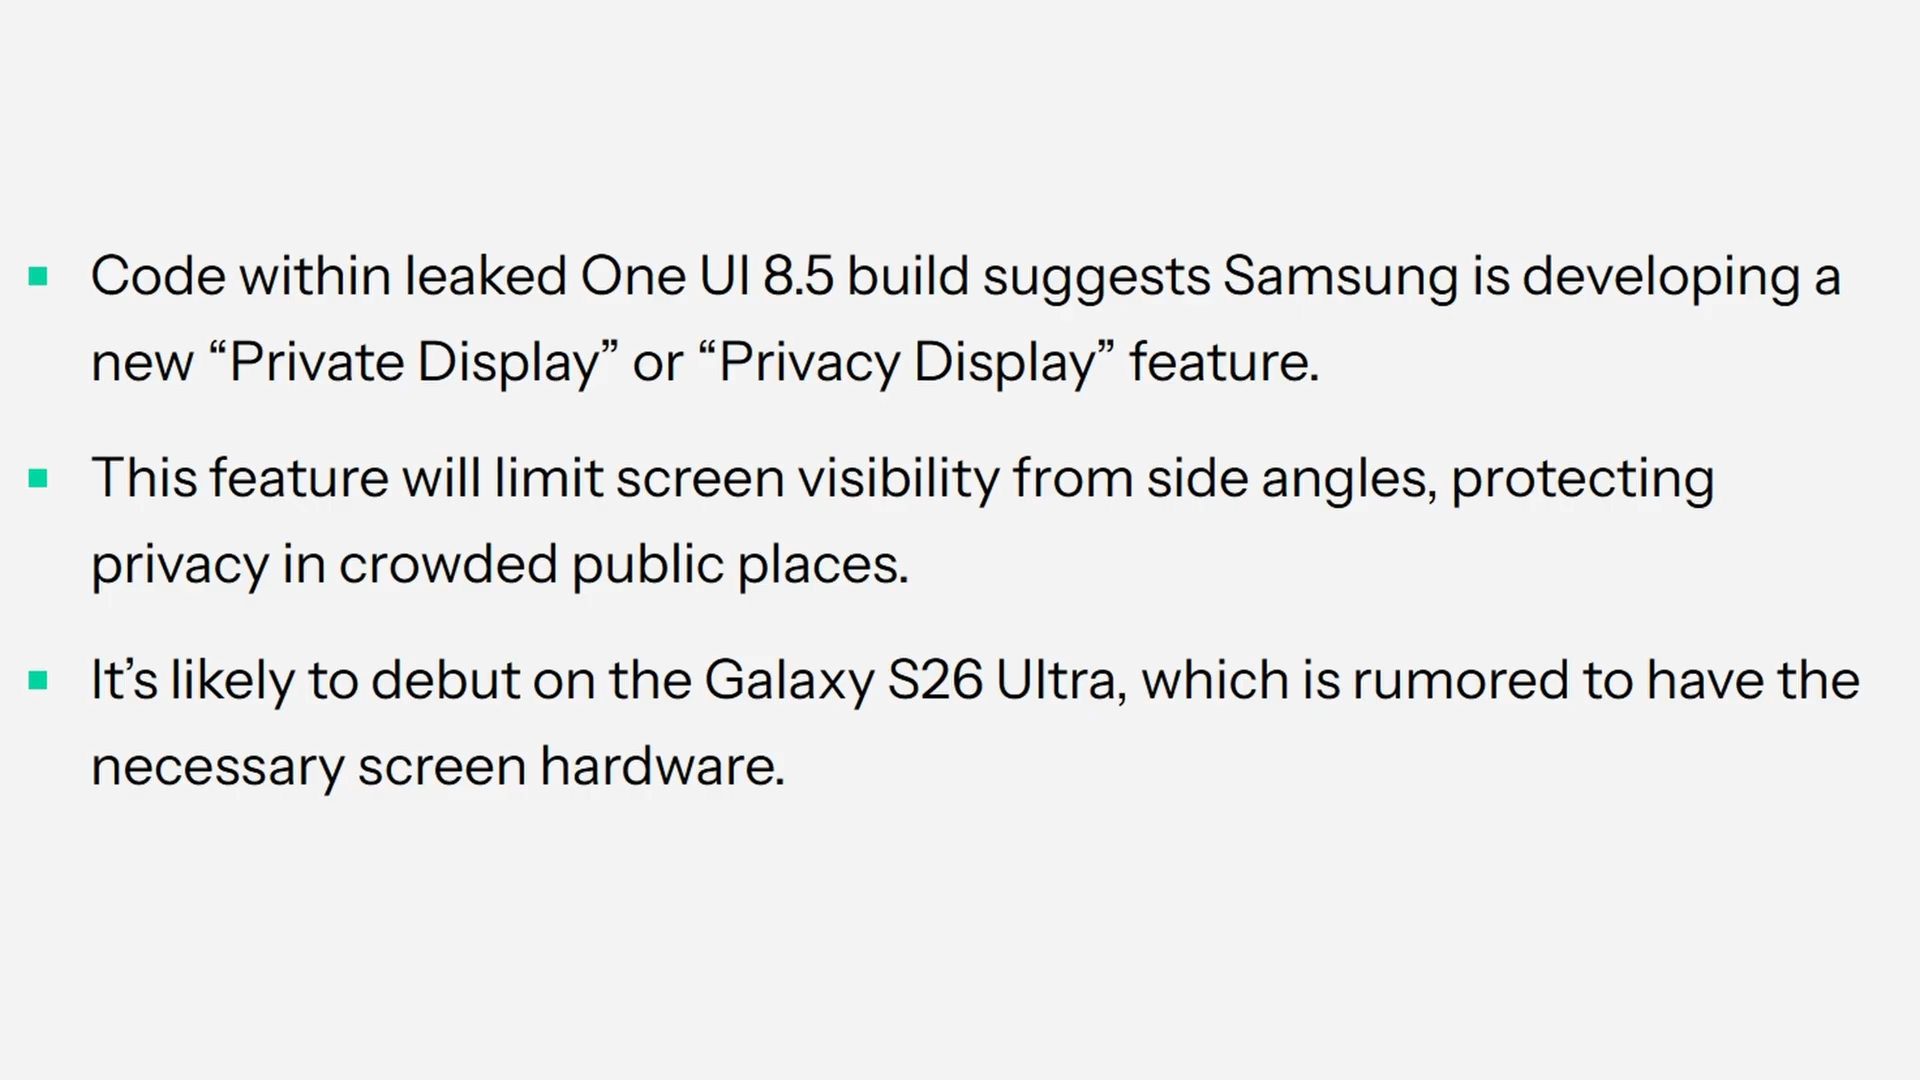 Code within leaked One UI 8.5 build suggests Samsung is developing a
new “Private Display” or “Privacy Display” feature.
This feature will limit screen visibility from side angles, protecting
privacy in crowded public places.
It’s likely to debut on the Galaxy S26 Ultra, which is rumored to have the
necessary screen hardware.